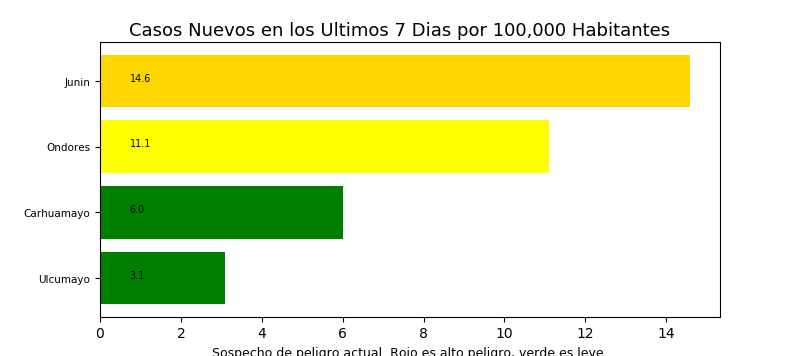 Casos Nuevos en los Ultimos 7 Dias por 100,000 Habitantes
Junin 14.6
Ondores 11.1
Carhuamayo 6.0
Ulcumayo 3.1
0 2 4 6 8 10 12 14
Sospecho de peligro actual. Rojo es alto peligro, verde es leve